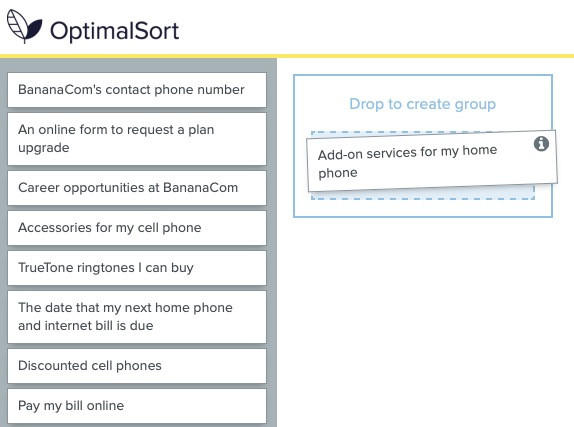 OptimalSort
BananaCom's contact phone number
An online form to request a plan
upgrade
Career opportunities at BananaCom
Accessories for my cell phone
TrueTone ringtones I can buy
The date that my next home phone
and internet bill is due
Discounted cell phones
Pay my bill online
Drop to create group
Add-on services for my home
phone